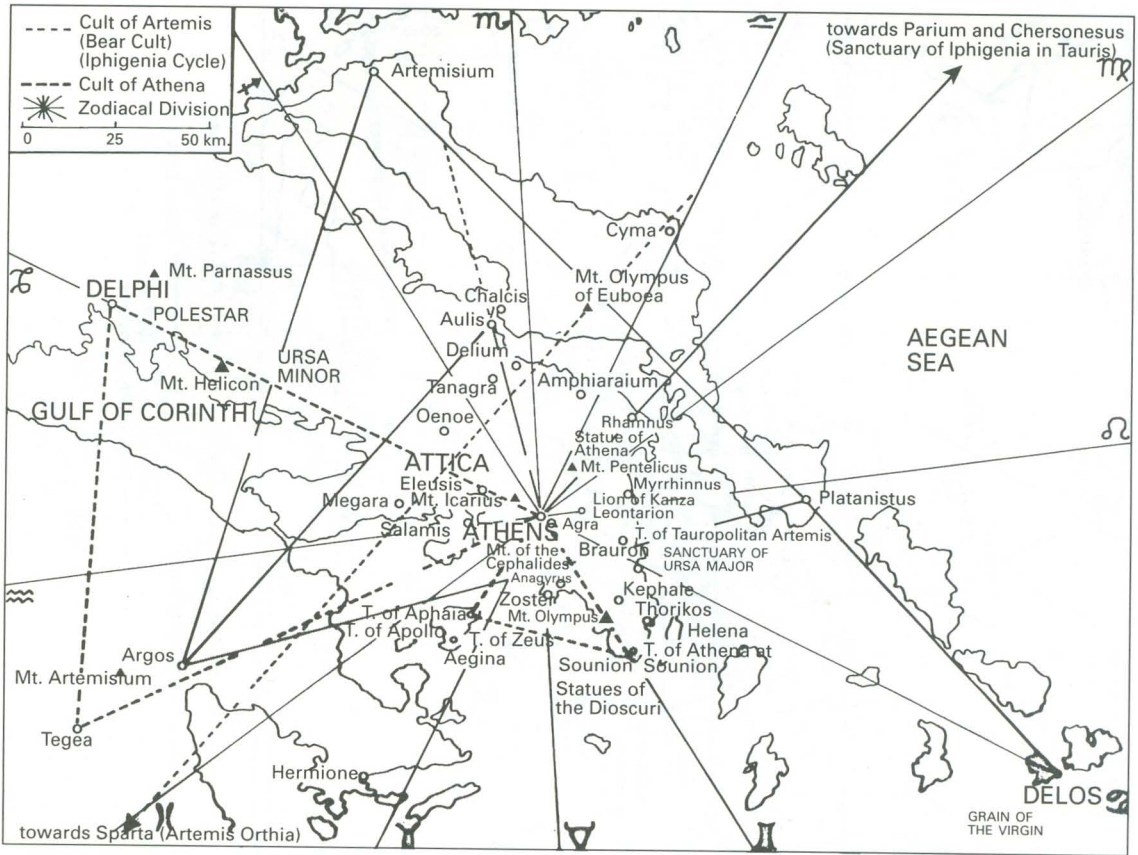 Cult of Artemis
(Bear Cult)
(Iphigenia Cycle)
Cult of Athena
Zodiacal Division
0 25 50 km.
towards Parium and Chersonesus
(Sanctuary of Iphigenia in Tauris)
♏
♎
♍
♐
Artemisium
Cyma
Mt. Parnassus
♑
DELPHI
POLESTAR
Mt. Olympus
of Euboea
Chalcis
Aulis
AEGEAN
SEA
URSA
MINOR
Mt. Helicon
Delium
Tanagra
Amphiaraium
GULF OF CORINTH
Oenoe
Rhamnus
Statue of
Athena
♌
ATTICA
Mt. Pentelicus
Eleusis
Myrrhinnus
Megara
Mt. Icarius
Lion of Kanza
Leontarion
Platanistus
Salamis
ATHENS
Agra
T. of Tauropolitan Artemis
Brauron
SANCTUARY OF
URSA MAJOR
Mt. of the
Cephalides
Anagyrus
♒
Kephale
Zoster
Thorikos
T. of Aphaia
Mt. Olympus
T. of Apollo
T. of Zeus
Helena
Aegina
T. of Athena at
Sounion
Sounion
Argos
Mt. Artemisium
Statues of
the Dioscuri
Tegea
Hermione
DELOS
♋
GRAIN OF
THE VIRGIN
♓
towards Sparta (Artemis Orthia)
♈
♉
♊